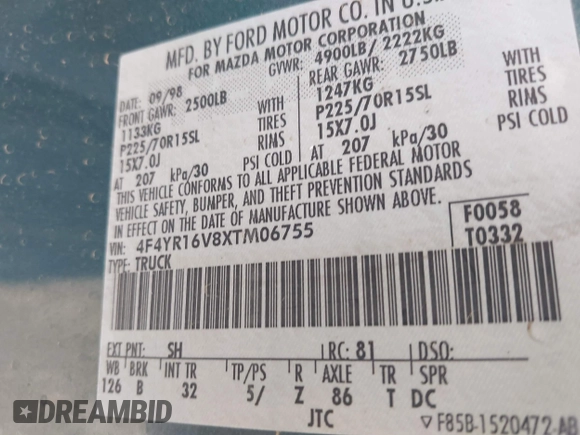 MFD. BY FORD MOTOR CO. IN U.S.
FOR MAZDA MOTOR CORPORATION
DATE: 09/98 GVWR: 4900LB/ 2222KG
FRONT GAWR: 2500LB REAR GAWR: 2750LB
1133KG WITH 1247KG WITH
P225/70R15SL TIRES P225/70R15SL TIRES
15X7.0J RIMS 15X7.0J RIMS
AT 207 kPa/30 PSI COLD AT 207 kPa/30 PSI COLD
THIS VEHICLE CONFORMS TO ALL APPLICABLE FEDERAL MOTOR
VEHICLE SAFETY, BUMPER, AND THEFT PREVENTION STANDARDS
IN EFFECT ON THE DATE OF MANUFACTURE SHOWN ABOVE.
VIN: 4F4YR16V8XTM06755 F0058
TYPE: TRUCK T0332
EXT PNT: SH RC: 81 DSO:
WB BRK INT TR TP/PS R AXLE TR SPR
126 B 32 5/ Z 86 T DC
JTC ▽ F85B-1520472-AB
DREAMBID